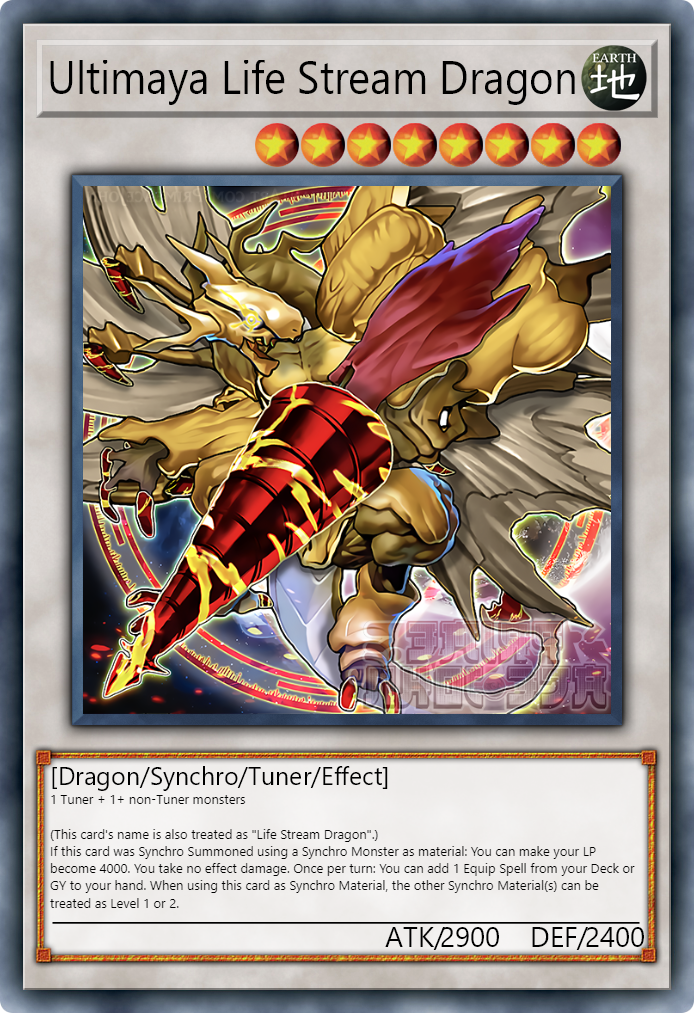 Ultimaya Life Stream Dragon
EARTH
地
[Dragon/Synchro/Tuner/Effect]
1 Tuner + 1+ non-Tuner monsters
(This card's name is also treated as "Life Stream Dragon".)
If this card was Synchro Summoned using a Synchro Monster as material: You can make your LP
become 4000. You take no effect damage. Once per turn: You can add 1 Equip Spell from your Deck or
GY to your hand. When using this card as Synchro Material, the other Synchro Material(s) can be
treated as Level 1 or 2.
ATK/2900 DEF/2400